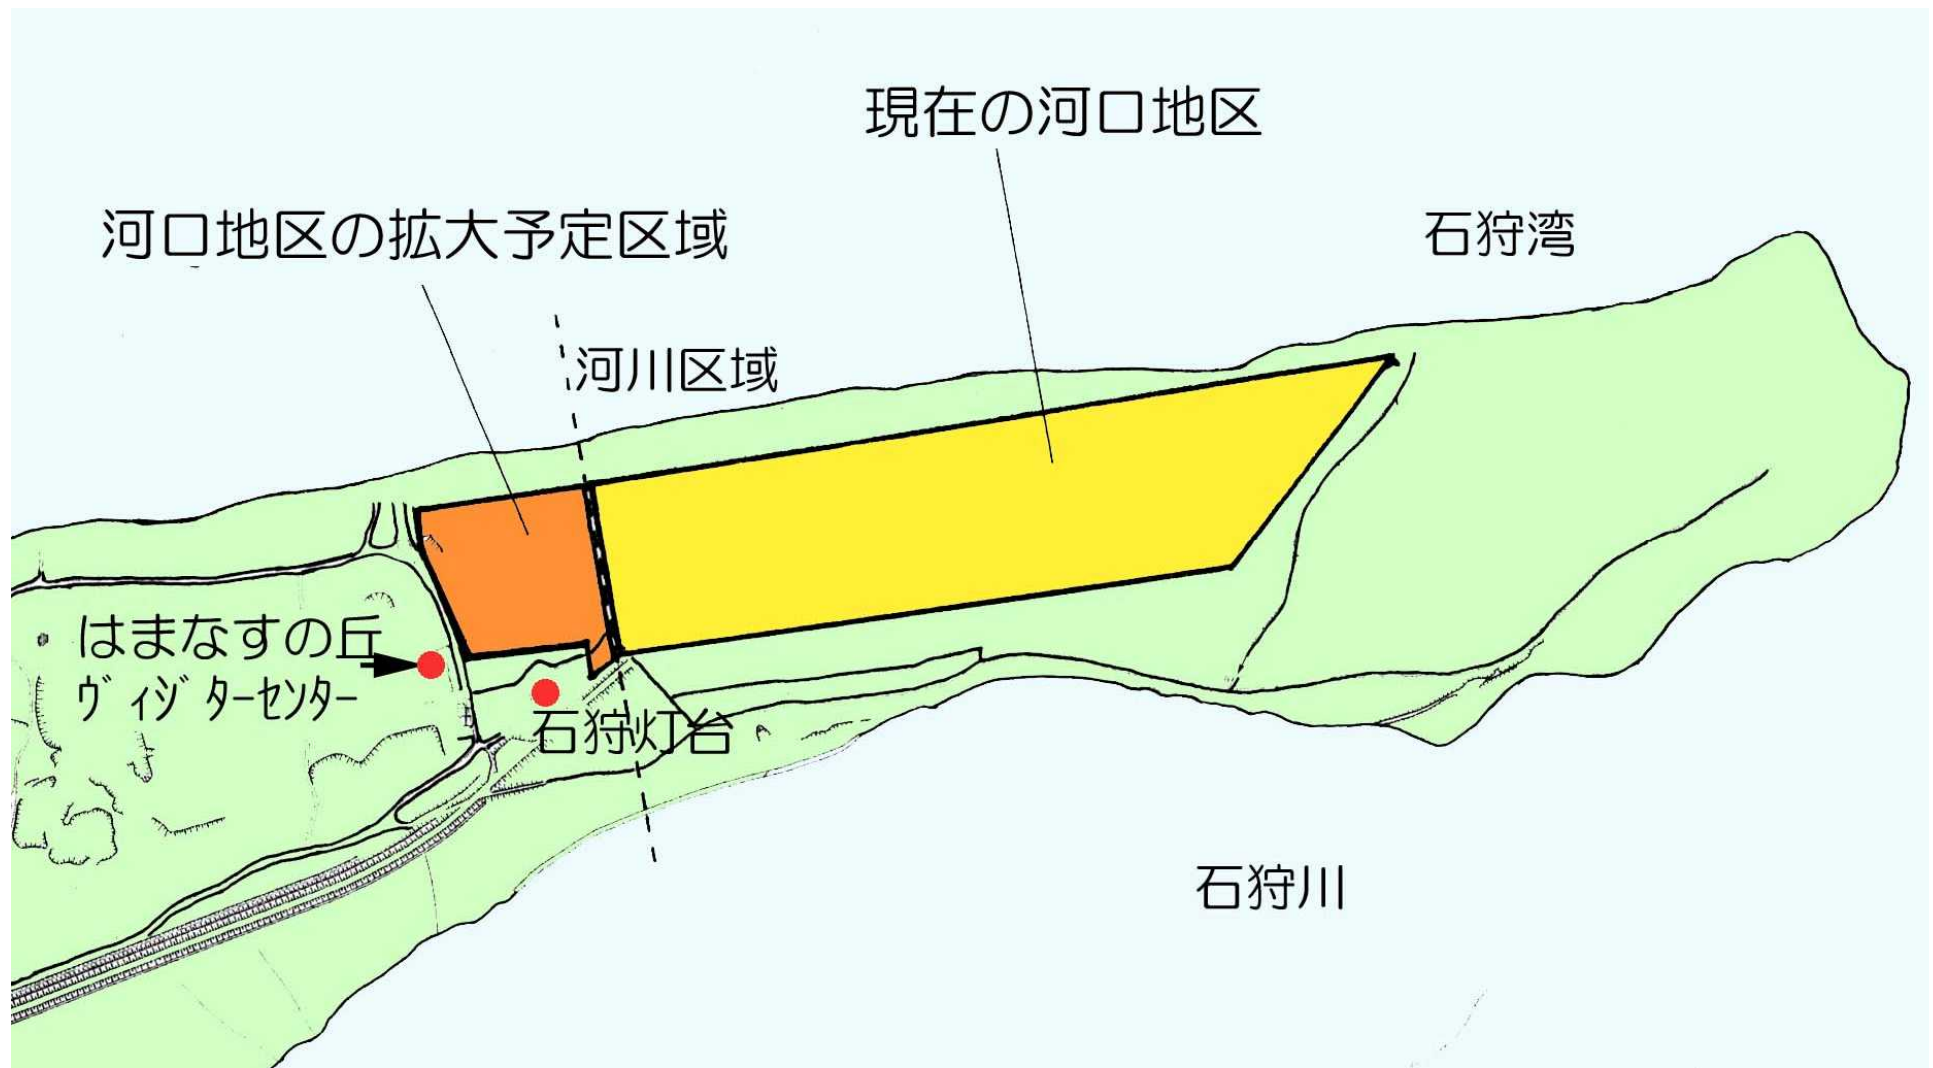 現在の河口地区
河口地区の拡大予定区域
石狩湾
河川区域
はまなすの丘
ヴィジターセンター
石狩灯台
石狩川